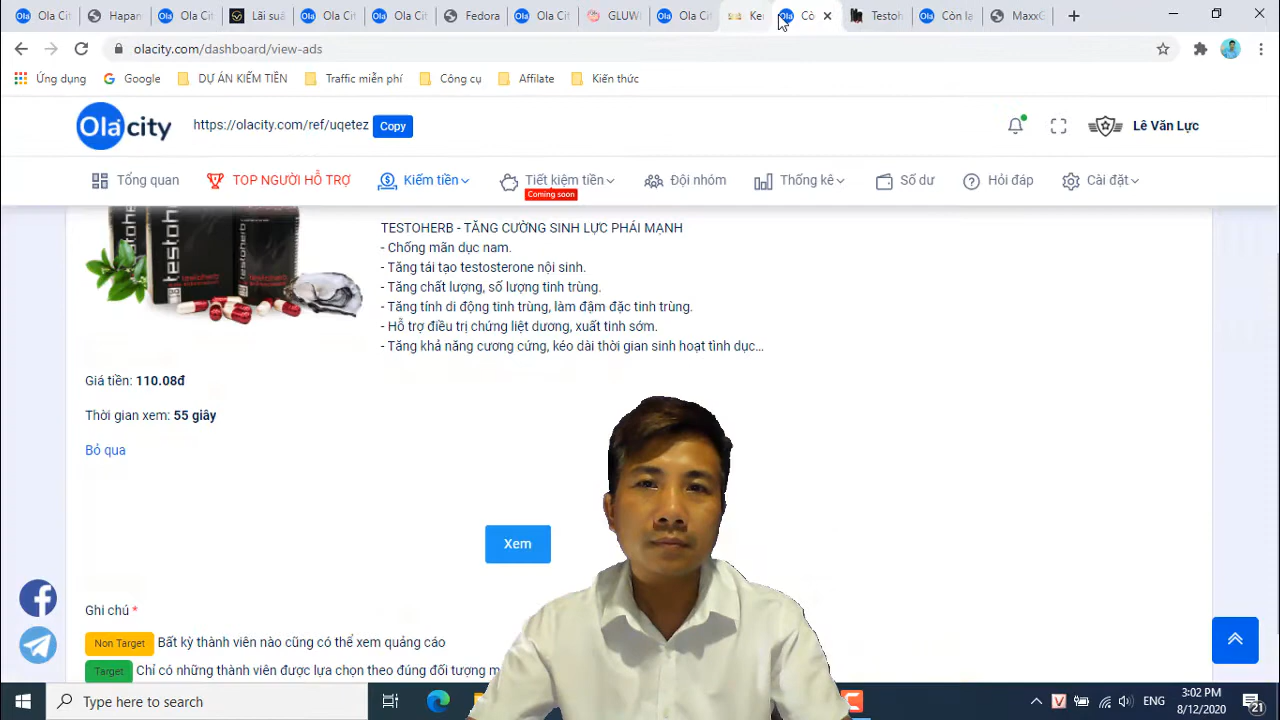 Ola Ci
Hapan
Ola City
Lãi suấ
Ola Cit
Ola City
Fedora
Ola Cit
GLUWI
Ola Cit
Ker
Cò
Testoh
Còn lạ
MaxxG
olacity.com/dashboard/view-ads
Ứng dụng
Google
DỰ ÁN KIẾM TIỀN
Traffic miễn phí
Công cụ
Affilate
Kiến thức
Olacity
https://olacity.com/ref/uqetez
Copy
Lê Văn Lực
Tổng quan
TOP NGƯỜI HỖ TRỢ
Kiếm tiền
Tiết kiệm tiền
Coming soon
Đội nhóm
Thống kê
Số dư
Hỏi đáp
Cài đặt
testoherb
testoherb
TESTOHERB - TĂNG CƯỜNG SINH LỰC PHÁI MẠNH
- Chống mãn dục nam.
- Tăng tái tạo testosterone nội sinh.
- Tăng chất lượng, số lượng tinh trùng.
- Tăng tính di động tinh trùng, làm đậm đặc tinh trùng.
- Hỗ trợ điều trị chứng liệt dương, xuất tinh sớm.
- Tăng khả năng cương cứng, kéo dài thời gian sinh hoạt tình dục...
Giá tiền: 110.08đ
Thời gian xem: 55 giây
Bỏ qua
Xem
Ghi chú *
Non Target Bất kỳ thành viên nào cũng có thể xem quảng cáo
Target Chỉ có những thành viên được lựa chọn theo đúng đối tượng m
Type here to search
ENG
3:02 PM
8/12/2020
21